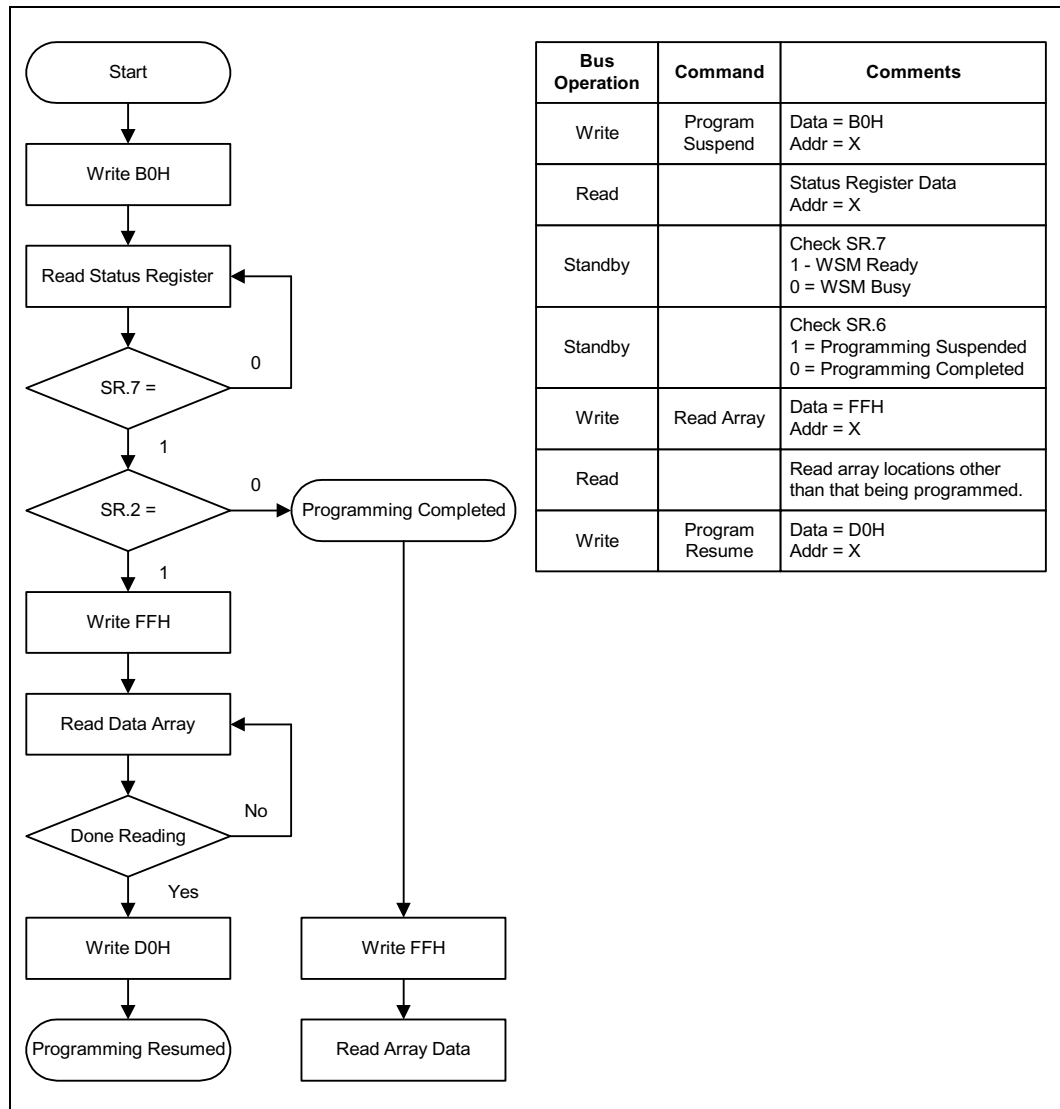 Start
Write B0H
Read Status Register
SR.7 =
0
1
SR.2 =
0
Programming Completed
1
Write FFH
Read Data Array
Done Reading
No
Yes
Write D0H
Write FFH
Programming Resumed
Read Array Data
Bus
Operation
Command
Comments
Write
Program
Suspend
Data = B0H
Addr = X
Read
Status Register Data
Addr = X
Standby
Check SR.7
1 - WSM Ready
0 = WSM Busy
Standby
Check SR.6
1 = Programming Suspended
0 = Programming Completed
Write
Read Array
Data = FFH
Addr = X
Read
Read array locations other
than that being programmed.
Write
Program
Resume
Data = D0H
Addr = X